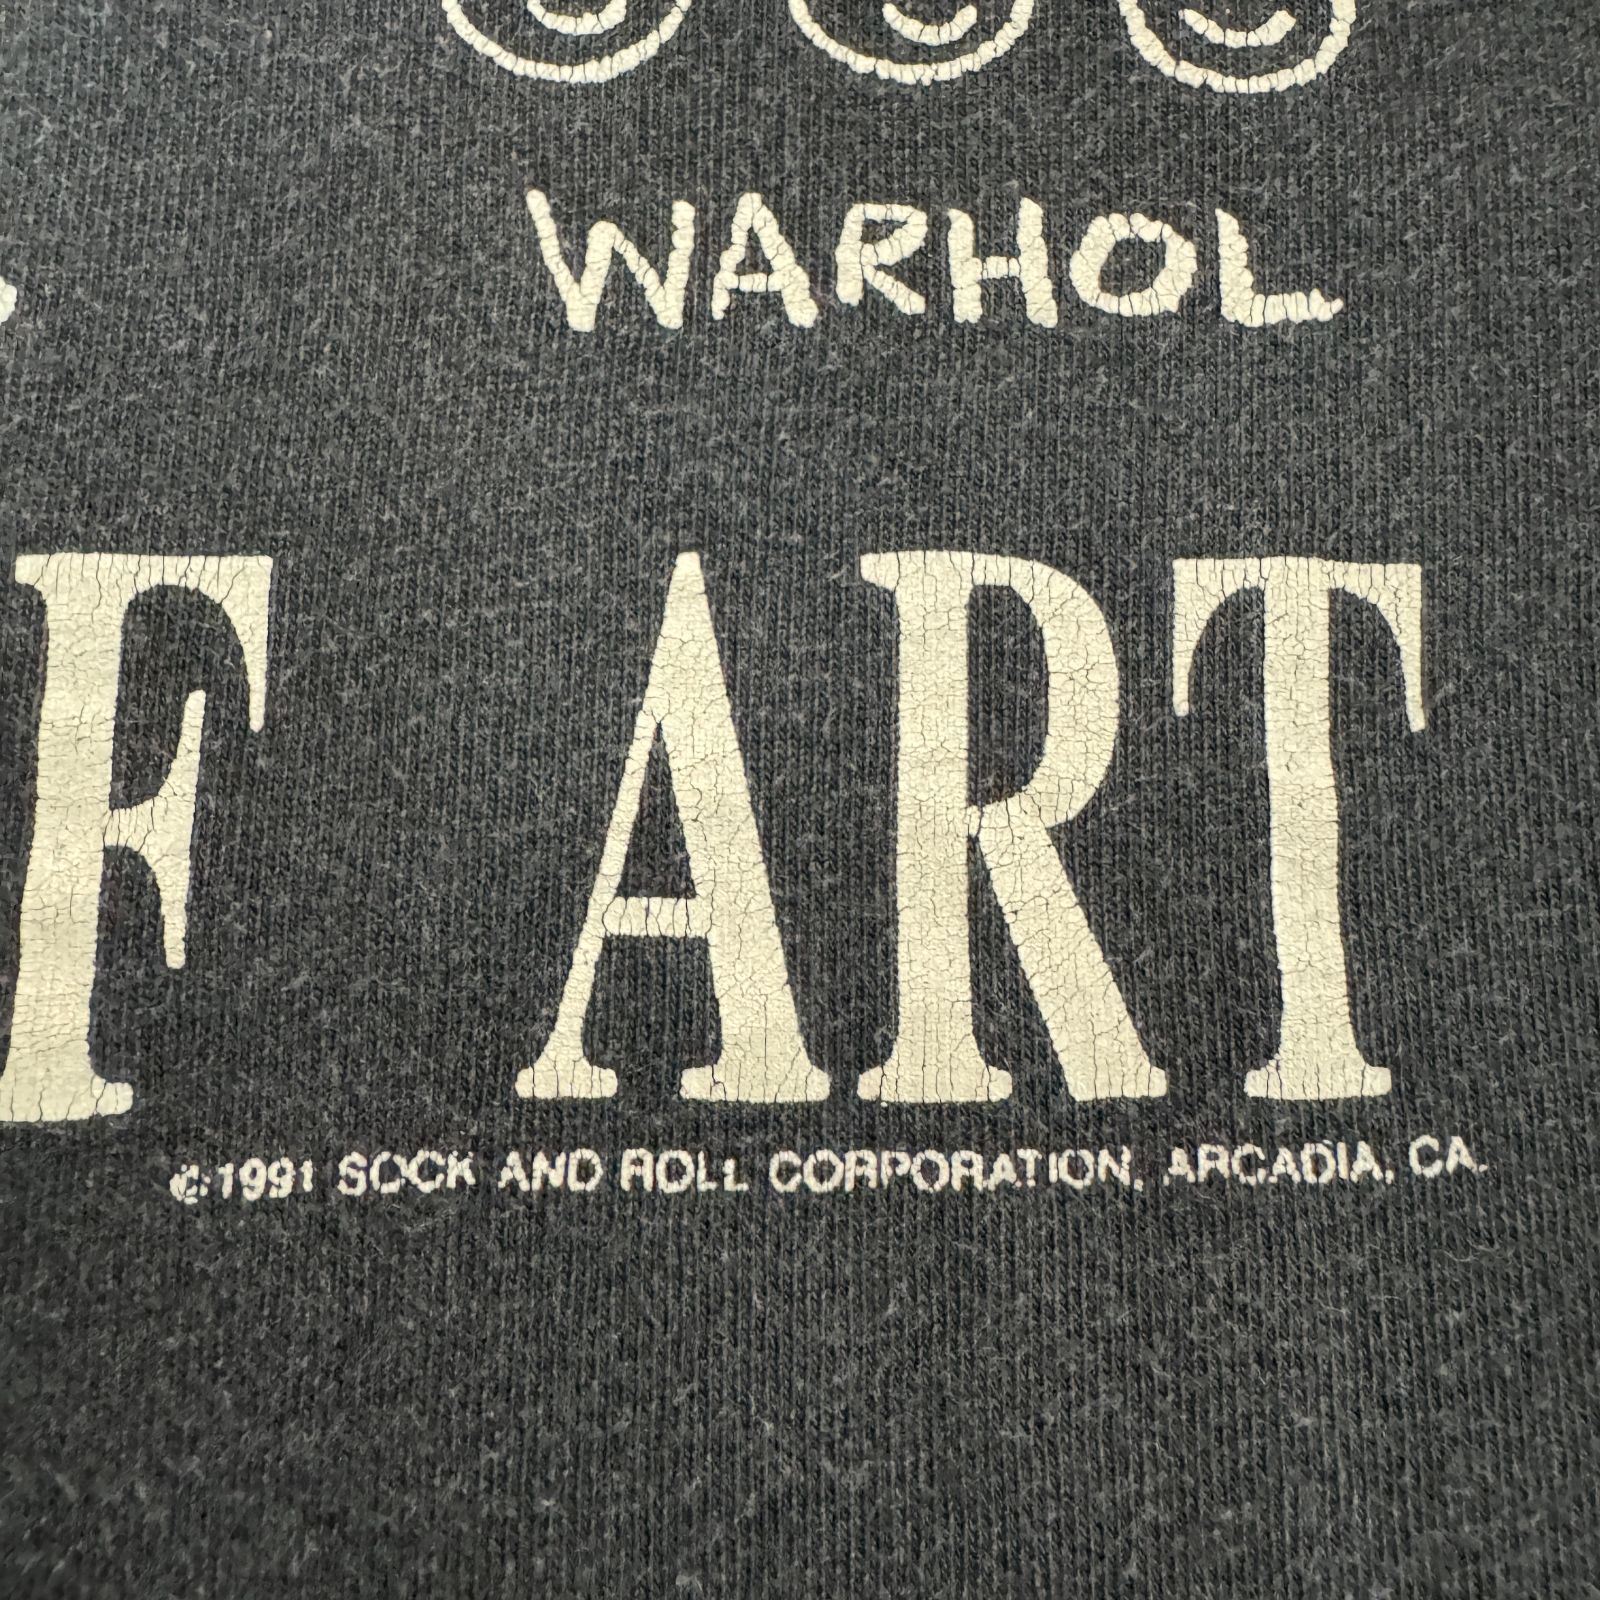 WARHOL
F ART
©1991 SOCK AND ROLL CORPORATION, ARCADIA, CA.